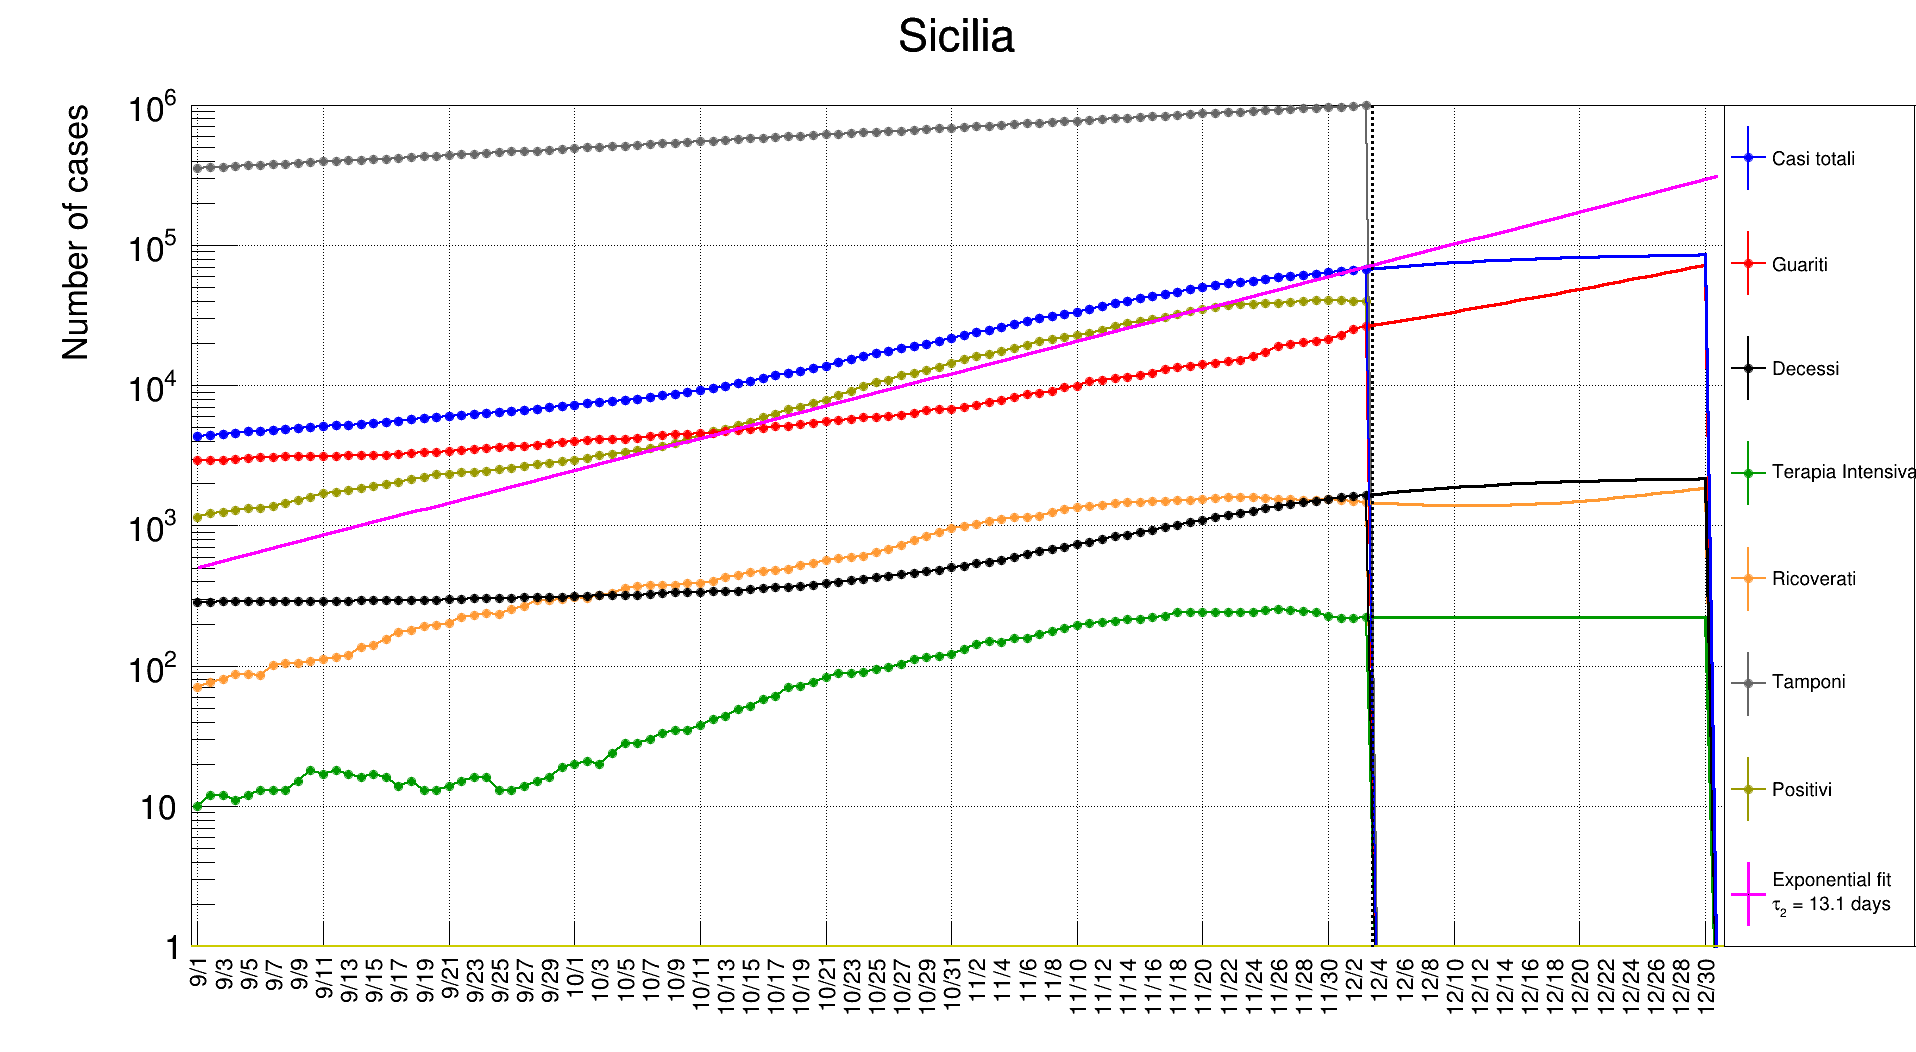 Sicilia
Number of cases
10^6
10^5
10^4
10^3
10^2
10
1
9/1 9/3 9/5 9/7 9/9 9/11 9/13 9/15 9/17 9/19 9/21 9/23 9/25 9/27 9/29 10/1 10/3 10/5 10/7 10/9 10/11 10/13 10/15 10/17 10/19 10/21 10/23 10/25 10/27 10/29 10/31 11/2 11/4 11/6 11/8 11/10 11/12 11/14 11/16 11/18 11/20 11/22 11/24 11/26 11/28 11/30 12/2 12/4 12/6 12/8 12/10 12/12 12/14 12/16 12/18 12/20 12/22 12/24 12/26 12/28 12/30
Casi totali
Guariti
Decessi
Terapia Intensiva
Ricoverati
Tamponi
Positivi
Exponential fit
τ_2 = 13.1 days